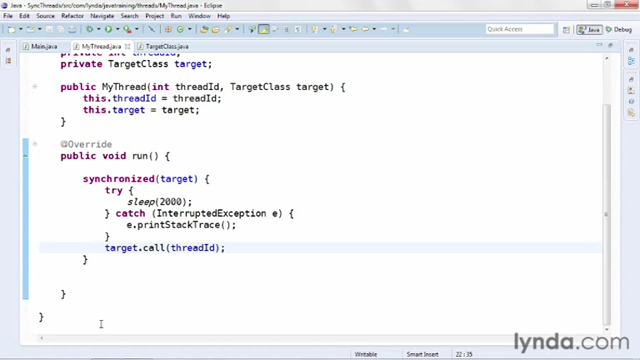 Java - SyncThreads/src/com/lynda/javatraining/threads/MyThread.java - Eclipse
File Edit Source Refactor Navigate Search Project Run Window Help
Quick Access
Java
Debug
Main.java
MyThread.java
TargetClass.java
private int threadId;
private TargetClass target;
public MyThread(int threadId, TargetClass target) {
this.threadId = threadId;
this.target = target;
}
@Override
public void run() {
synchronized(target) {
try {
sleep(2000);
} catch (InterruptedException e) {
e.printStackTrace();
}
target.call(threadId);
}
}
}
Writable
Smart Insert
22 : 35
lynda.com